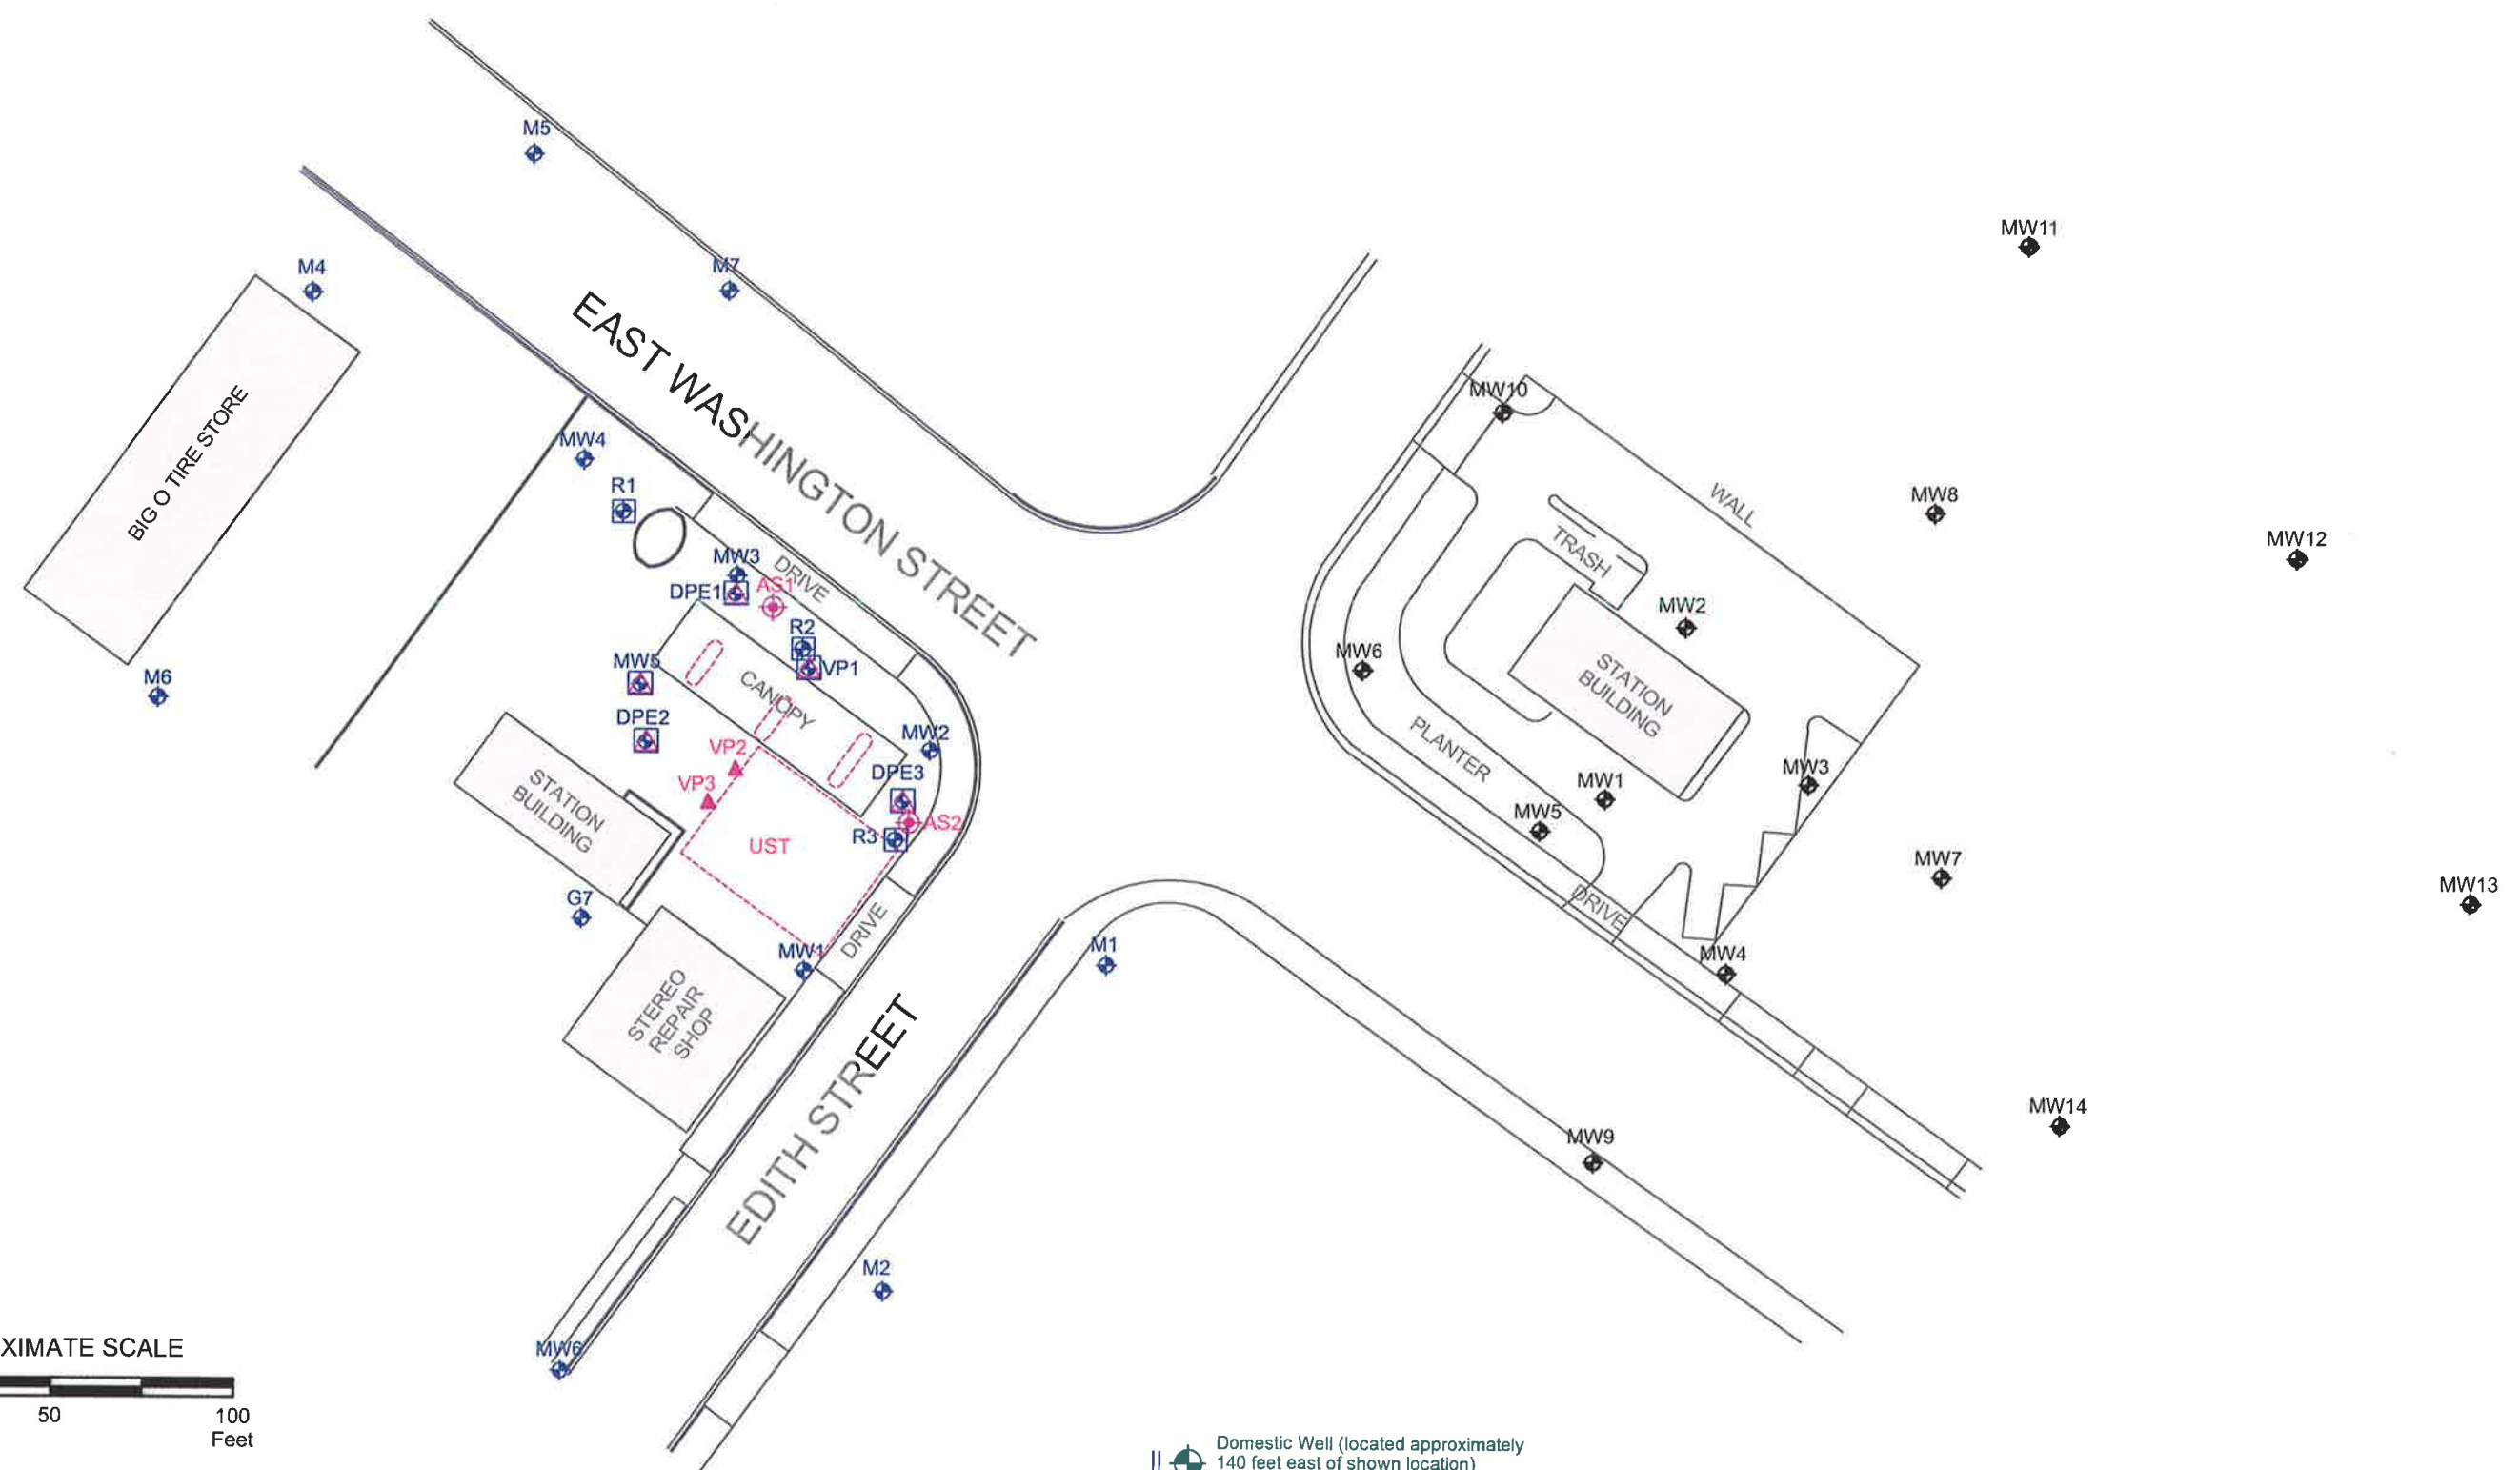 M5
MW11
M4
M7
EAST WASHINGTON STREET
MW10
BIG O TIRE STORE
MW4
WALL
MW8
R1
MW12
TRASH
MW3
DRIVE
AS1
DPE1
MW2
R2
MW6
MW5
VP1
STATION
BUILDING
M6
CANOPY
DPE2
MW2
PLANTER
VP2
DPE3
MW3
VP3
MW1
STATION
BUILDING
MW5
AS2
R3
UST
MW7
MW13
G7
DRIVE
DRIVE
MW1
M1
MW4
STEREO
REPAIR
SHOP
EDITH STREET
MW14
MW9
M2
XIMATE SCALE
MW6
50
100
Feet
Domestic Well (located approximately
140 feet east of shown location)